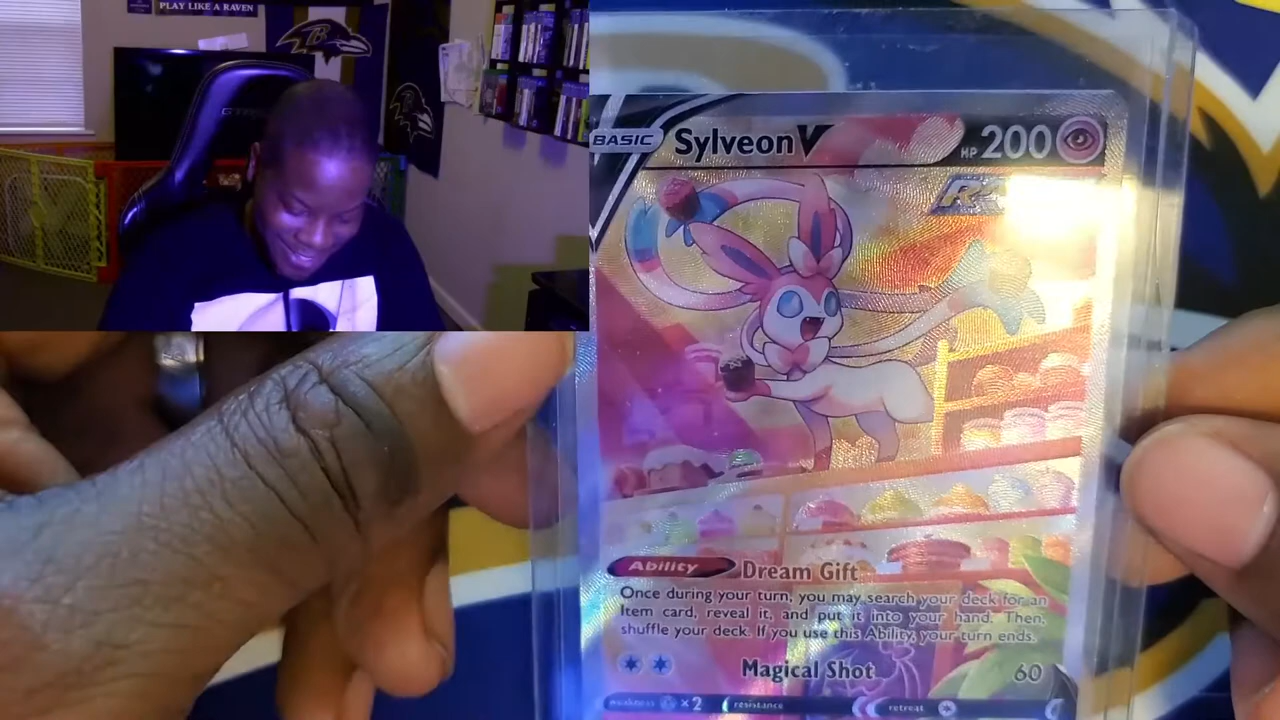 PLAY LIKE A RAVEN
B
BASIC Sylveon V HP 200
Ability Dream Gift
Once during your turn, you may search your deck for an
Item card, reveal it, and put it into your hand. Then,
shuffle your deck. If you use this Ability, your turn ends.
Magical Shot 60
weakness ×2 resistance retreat